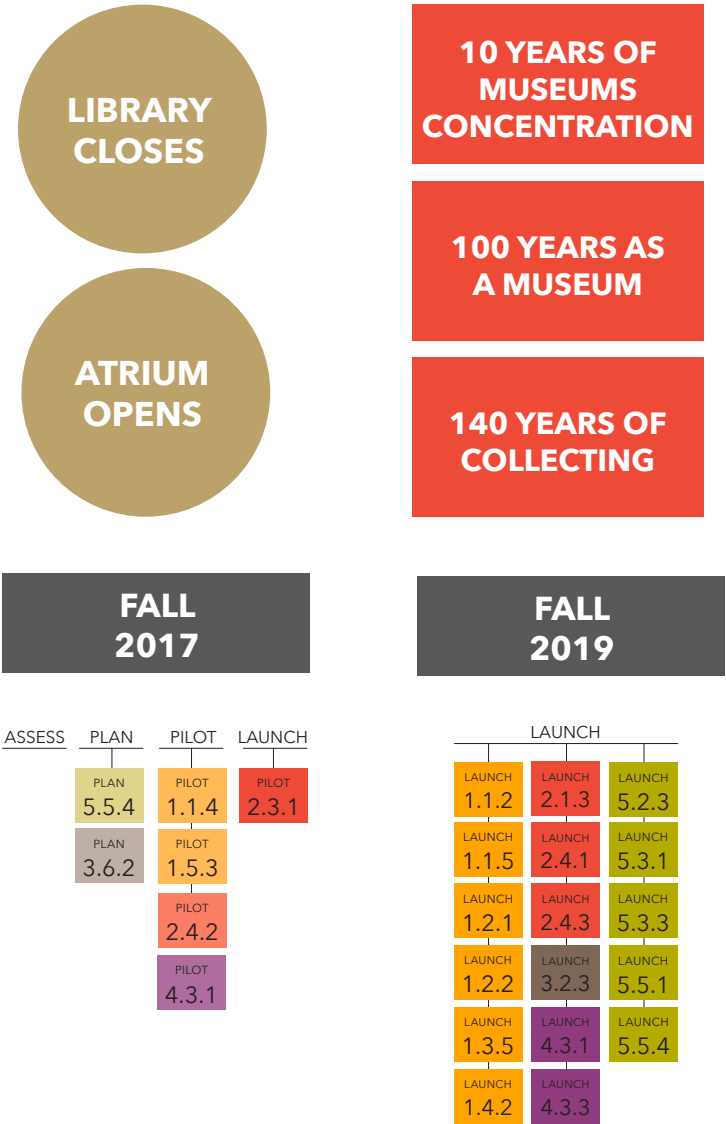 LIBRARY
CLOSES
ATRIUM
OPENS
10 YEARS OF
MUSEUMS
CONCENTRATION
100 YEARS AS
A MUSEUM
140 YEARS OF
COLLECTING
FALL
2017
ASSESS PLAN PILOT LAUNCH
PLAN
5.5.4
PLAN
3.6.2
PILOT
1.1.4
PILOT
1.5.3
PILOT
2.4.2
PILOT
4.3.1
PILOT
2.3.1
FALL
2019
LAUNCH
LAUNCH
1.1.2
LAUNCH
1.1.5
LAUNCH
1.2.1
LAUNCH
1.2.2
LAUNCH
1.3.5
LAUNCH
1.4.2
LAUNCH
2.1.3
LAUNCH
2.4.1
LAUNCH
2.4.3
LAUNCH
3.2.3
LAUNCH
4.3.1
LAUNCH
4.3.3
LAUNCH
5.2.3
LAUNCH
5.3.1
LAUNCH
5.3.3
LAUNCH
5.5.1
LAUNCH
5.5.4